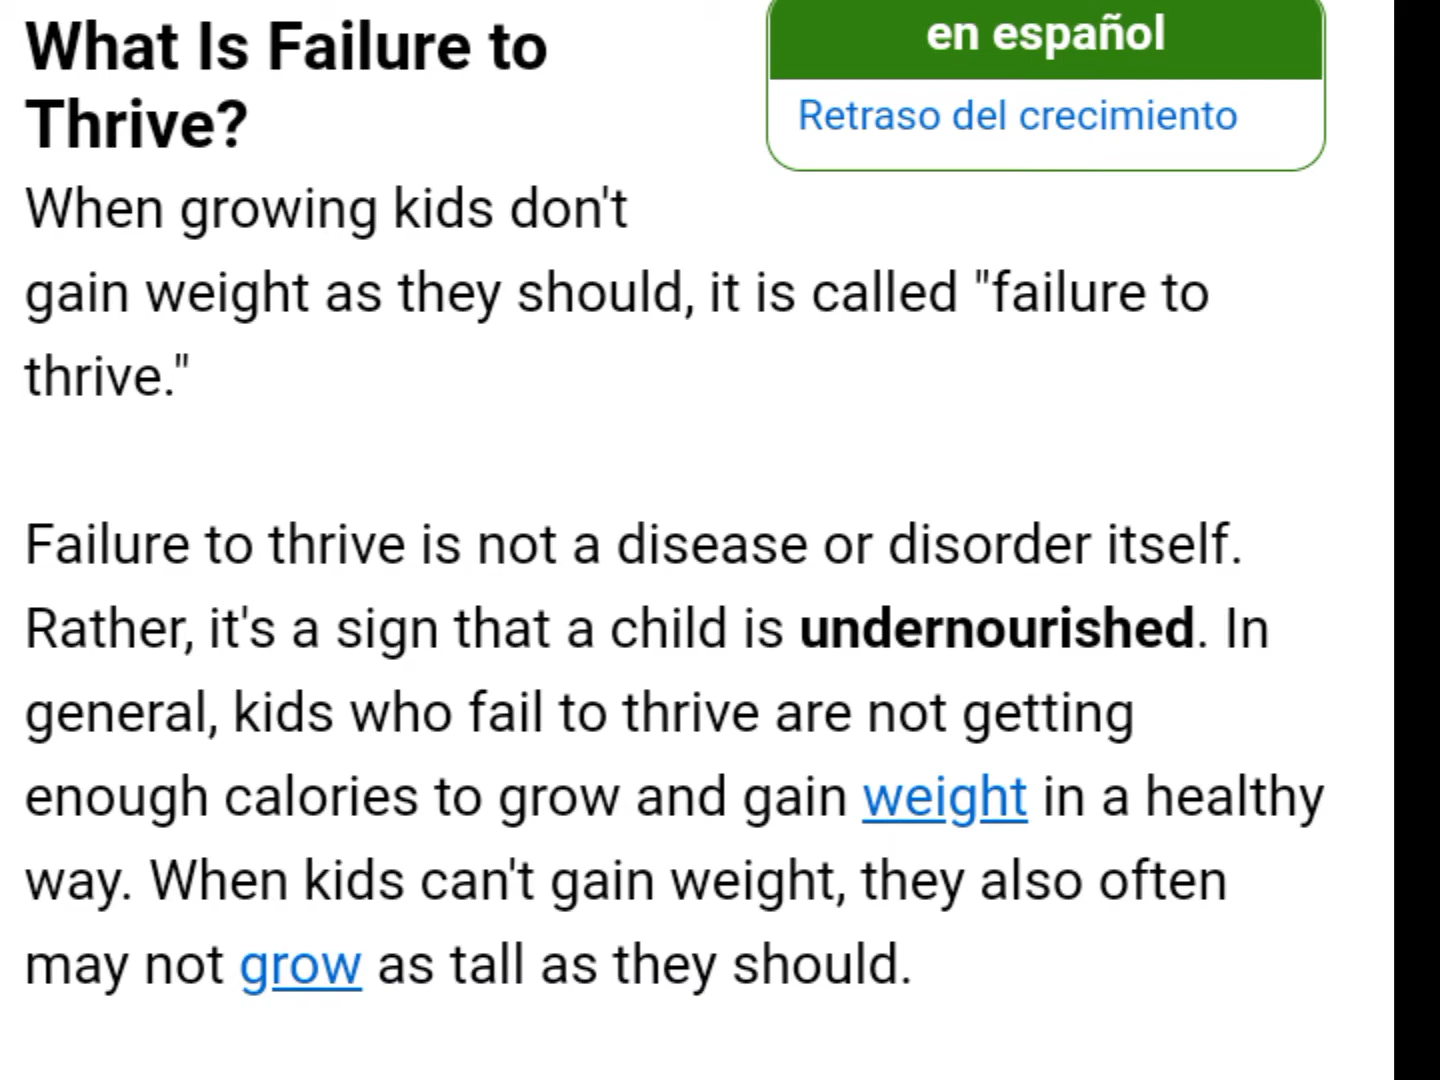 What Is Failure to
Thrive?
en español
Retraso del crecimiento
When growing kids don't
gain weight as they should, it is called "failure to
thrive."
Failure to thrive is not a disease or disorder itself.
Rather, it's a sign that a child is undernourished. In
general, kids who fail to thrive are not getting
enough calories to grow and gain weight in a healthy
way. When kids can't gain weight, they also often
may not grow as tall as they should.